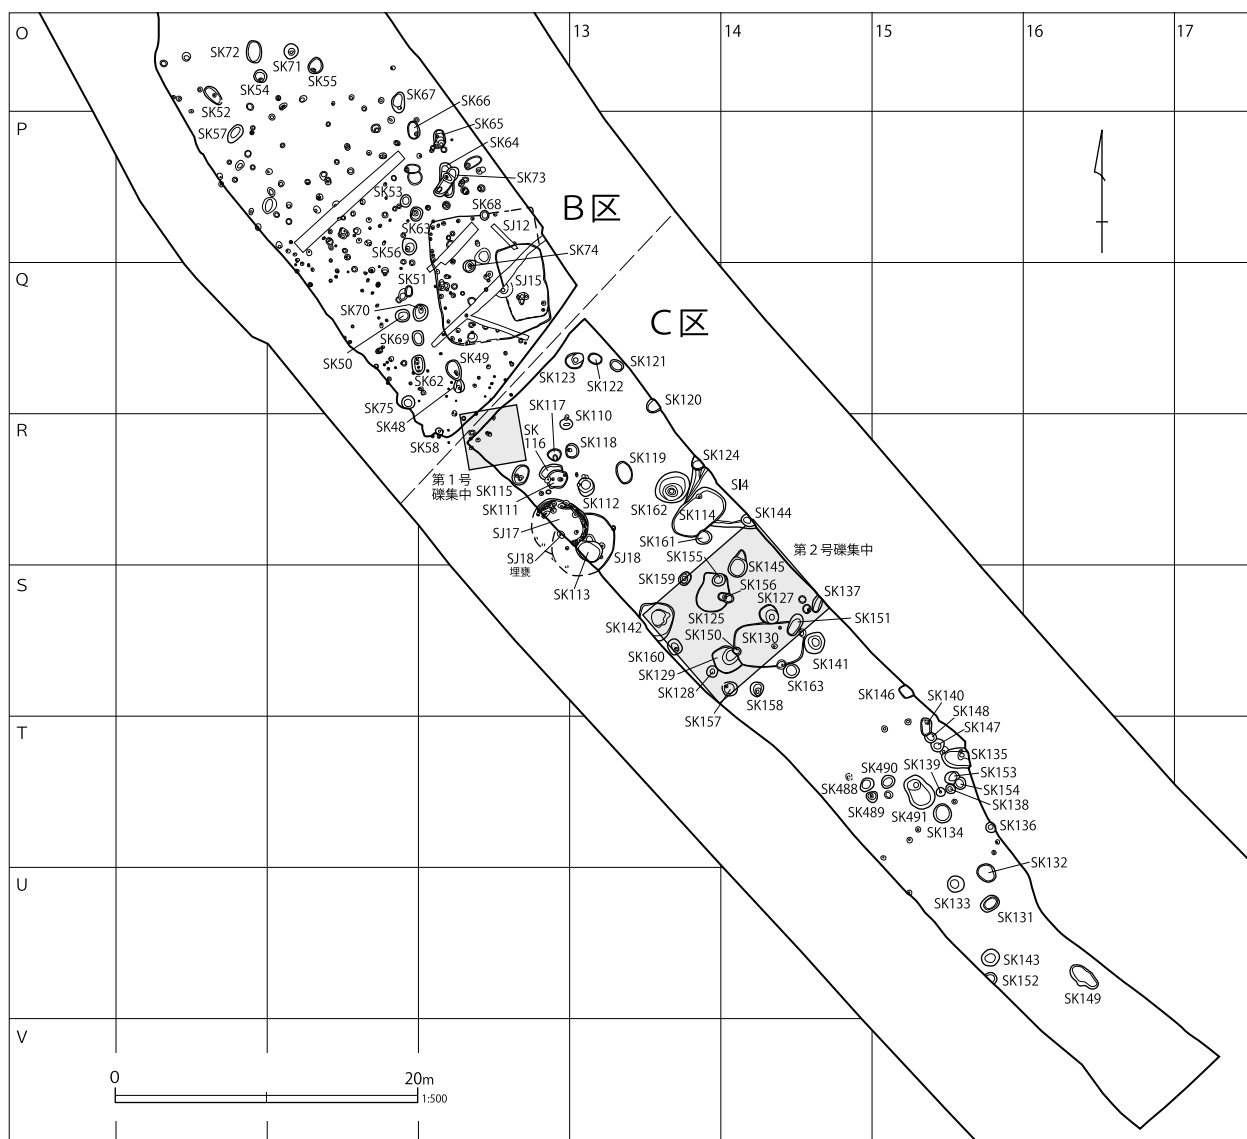 O
13
14
15
16
17
SK72
SK71
SK55
SK54
SK52
SK67
SK66
P
SK57
SK65
SK64
SK73
SK53
SK68
B区
SK63
SJ12
SK56
SK74
Q
SK51
SJ15
SK70
C区
SK69
SK50
SK49
SK62
SK123
SK122
SK121
SK75
SK48
SK120
R
SK58
SK117
SK110
SK
116
SK118
第１号
礫集中
SK115
SK119
SK124
SK111
SK112
SK162
SI4
SK114
SJ17
SK144
SK161
SJ18
埋甕
SJ18
SK155
第２号礫集中
SK145
S
SK113
SK159
SK156
SK127
SK137
SK125
SK142
SK150
SK130
SK151
SK160
SK141
SK129
SK128
SK163
SK157
SK158
SK146
SK140
SK148
T
SK147
SK135
SK490
SK139
SK153
SK488
SK154
SK489
SK491
SK138
SK134
SK136
SK132
U
SK133
SK131
SK143
SK152
SK149
V
0
20m
1:500